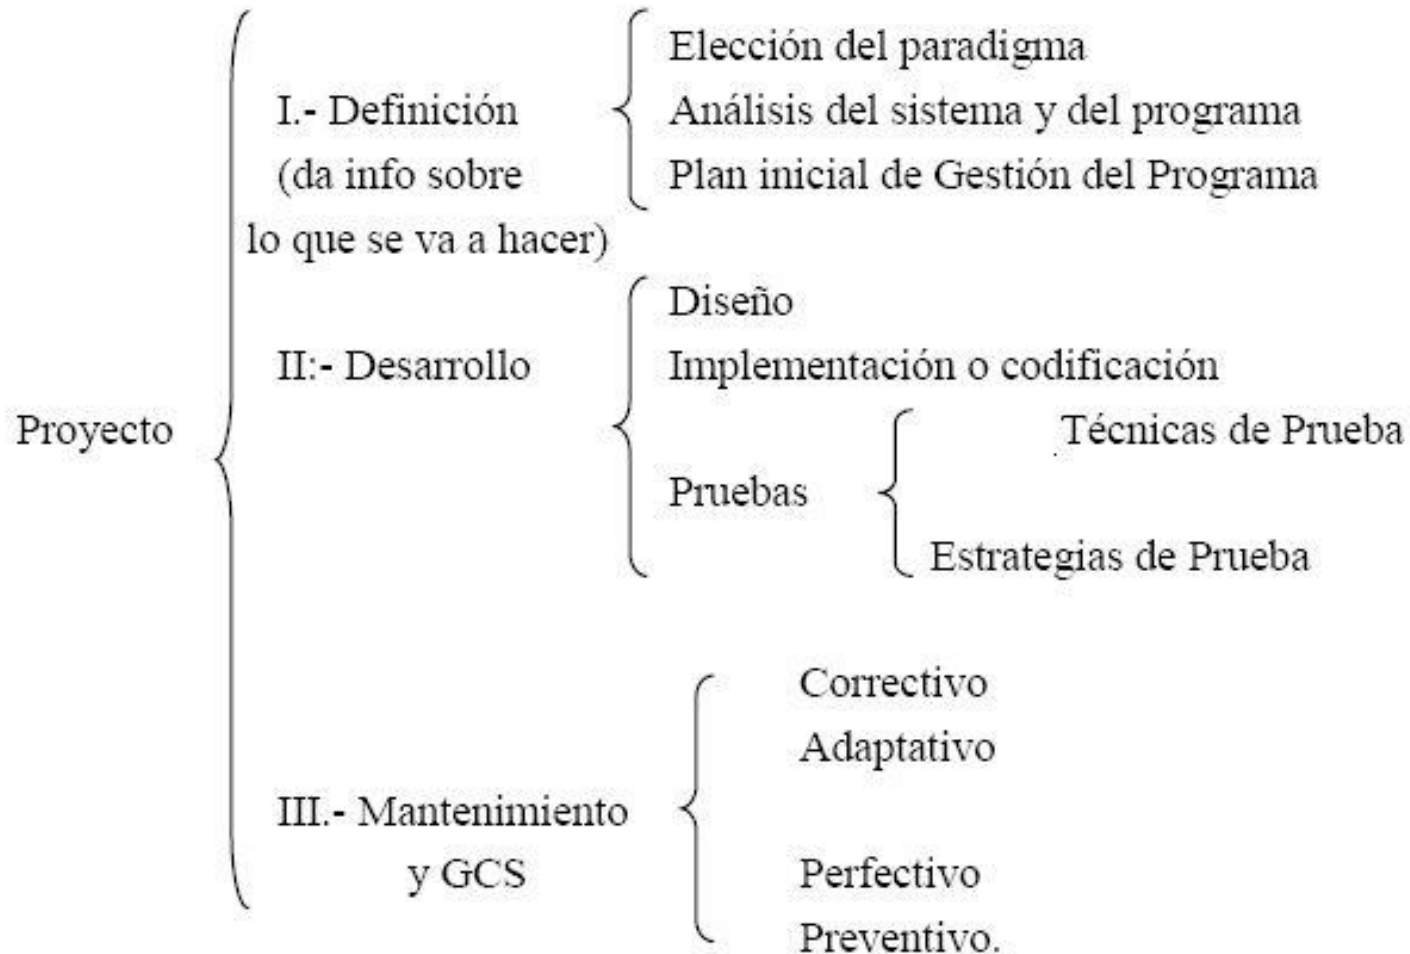 Elección del paradigma
I.- Definición
Análisis del sistema y del programa
(da info sobre
Plan inicial de Gestión del Programa
lo que se va a hacer)
Diseño
II:- Desarrollo
Implementación o codificación
Proyecto
Técnicas de Prueba
Pruebas
Estrategias de Prueba
Correctivo
Adaptativo
III.- Mantenimiento
y GCS
Perfectivo
Preventivo.